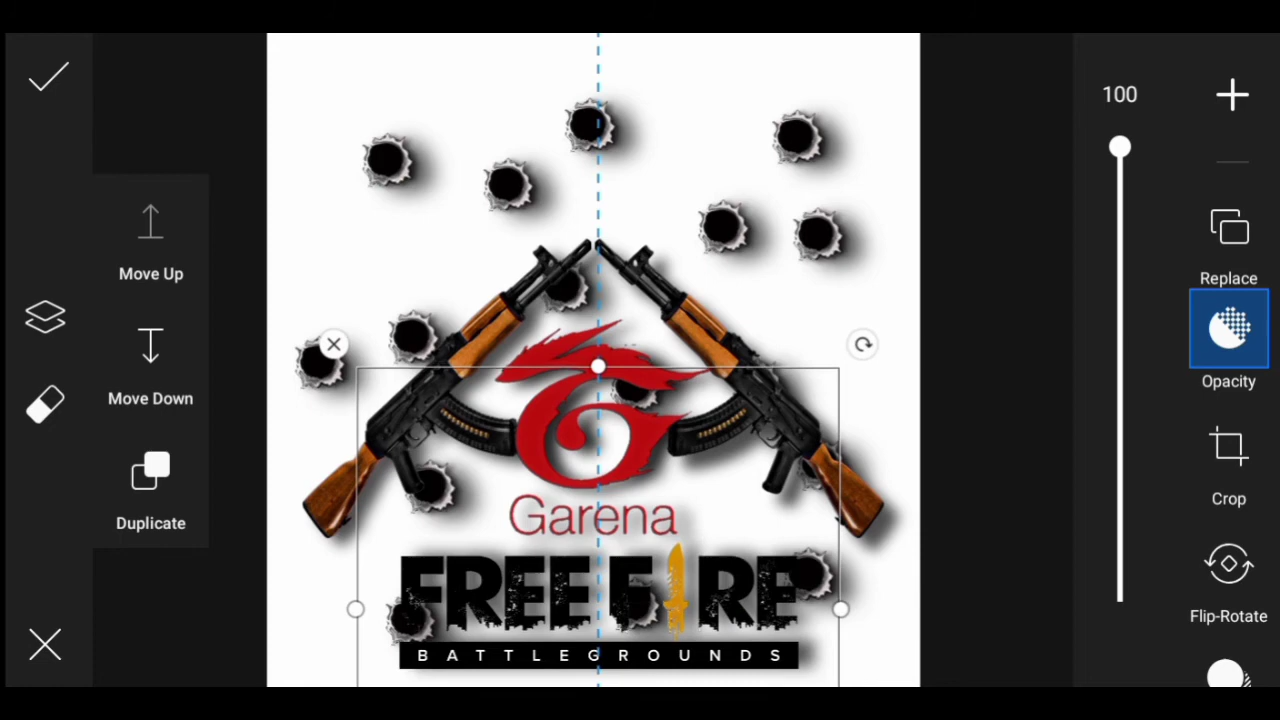 100
Move Up
Replace
Move Down
Opacity
Crop
Duplicate
Garena
FREE FIRE
BATTLEGROUNDS
Flip-Rotate